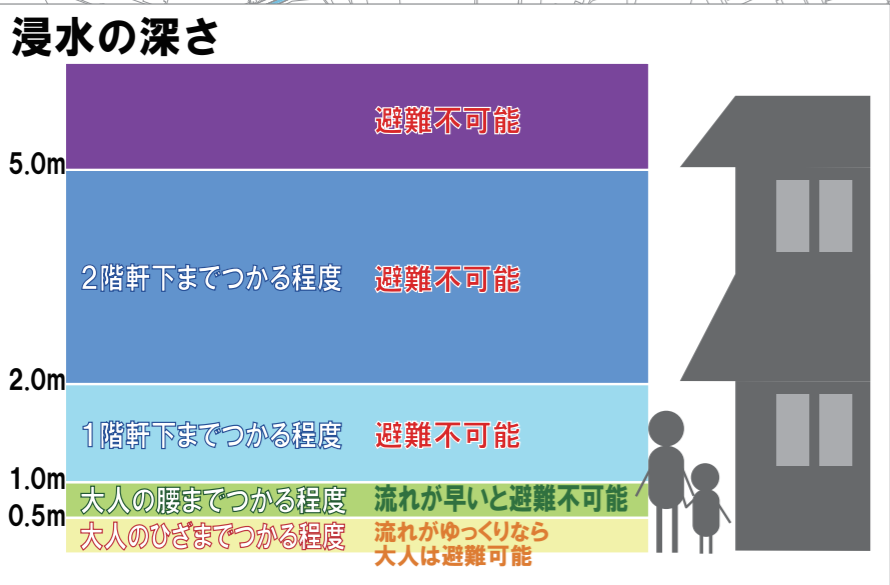 浸水の深さ
避難不可能
5.0m
2階軒下までつかる程度 避難不可能
2.0m
1階軒下までつかる程度 避難不可能
1.0m
大人の腰までつかる程度 流れが早いと避難不可能
0.5m
大人のひざまでつかる程度 流れがゆっくりなら
大人は避難可能